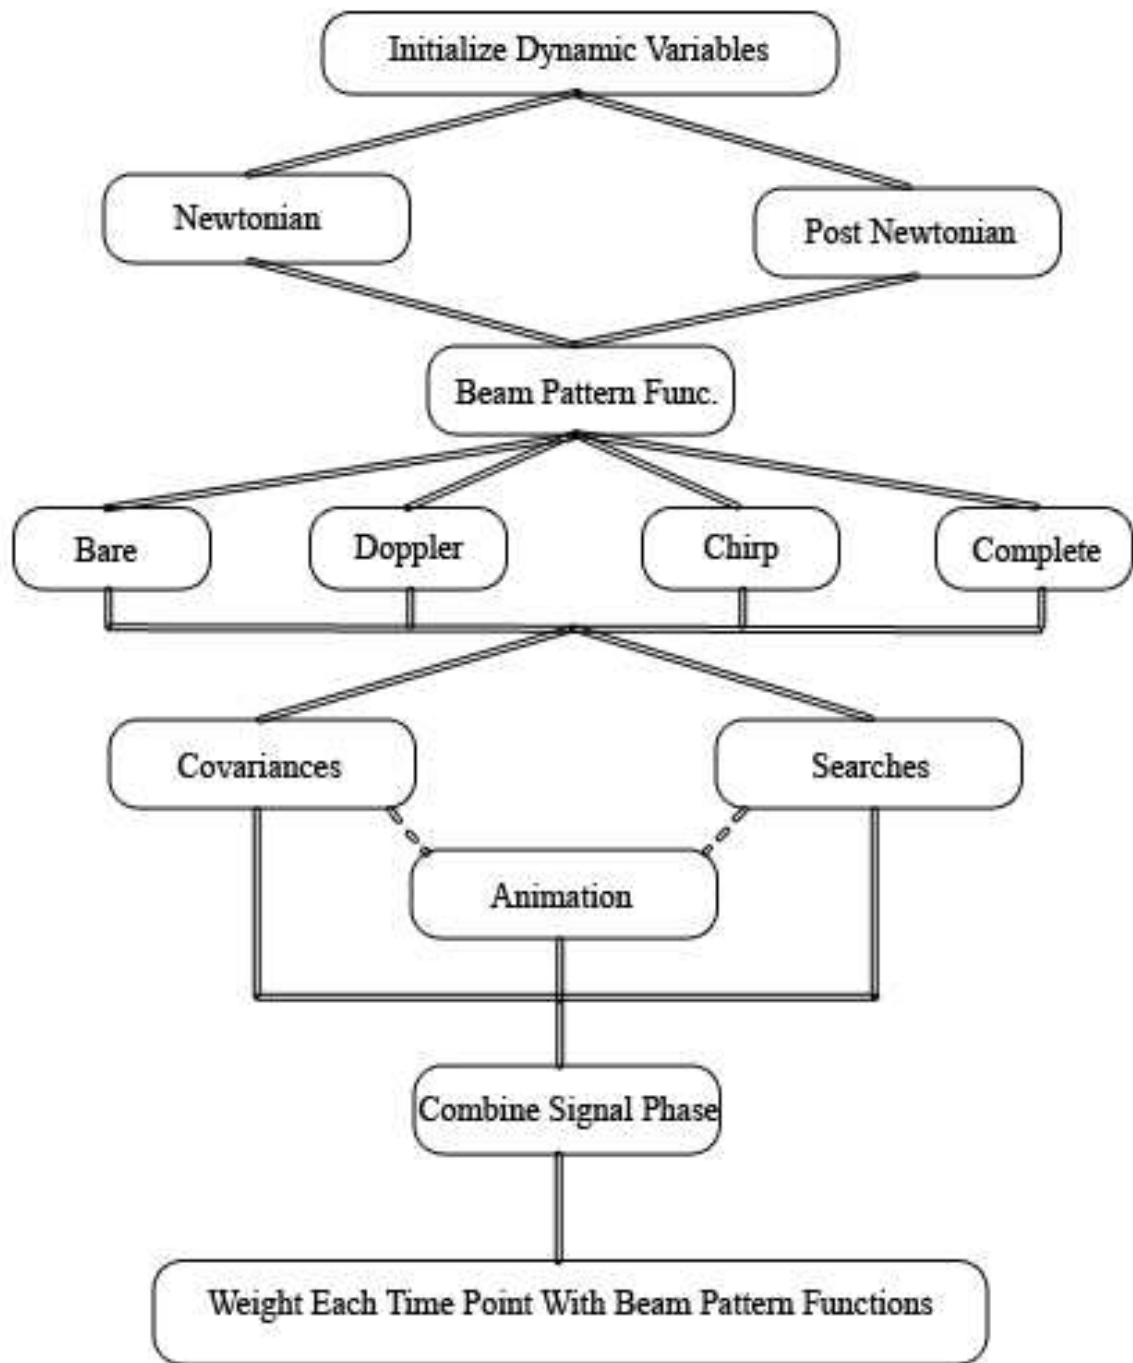 Initialize Dynamic Variables
Newtonian
Post Newtonian
Beam Pattern Func.
Bare
Doppler
Chirp
Complete
Covariances
Searches
Animation
Combine Signal Phase
Weight Each Time Point With Beam Pattern Functions